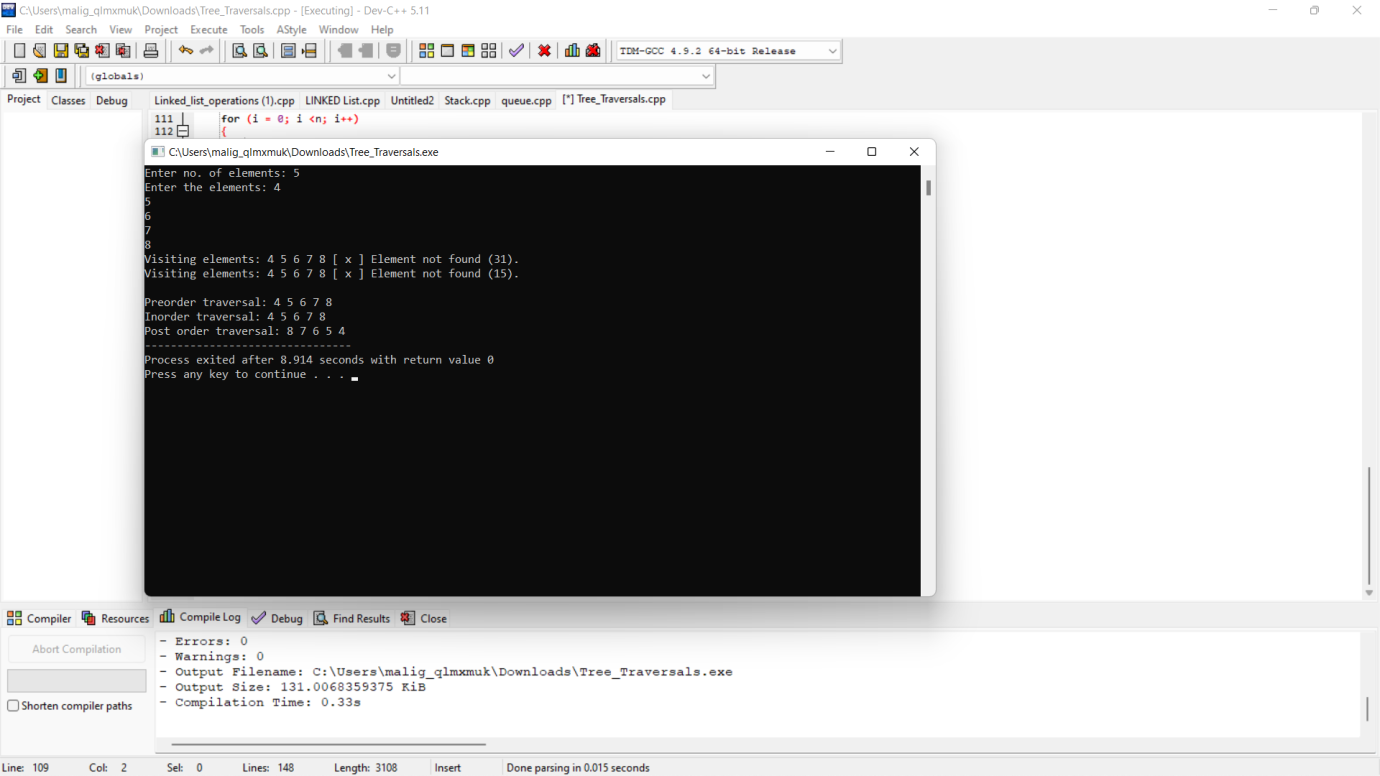 C:\Users\malig_qlmxmuk\Downloads\Tree_Traversals.cpp - [Executing] - Dev-C++ 5.11
File Edit Search View Project Execute Tools AStyle Window Help
TDM-GCC 4.9.2 64-bit Release
(globals)
Project Classes Debug Linked_list_operations (1).cpp LINKED List.cpp Untitled2 Stack.cpp queue.cpp [*] Tree_Traversals.cpp
111 for (i = 0; i <n; i++)
112 {
C:\Users\malig_qlmxmuk\Downloads\Tree_Traversals.exe
Enter no. of elements: 5
Enter the elements: 4
5
6
7
8
Visiting elements: 4 5 6 7 8 [ x ] Element not found (31).
Visiting elements: 4 5 6 7 8 [ x ] Element not found (15).
Preorder traversal: 4 5 6 7 8
Inorder traversal: 4 5 6 7 8
Post order traversal: 8 7 6 5 4
--------------------------------
Process exited after 8.914 seconds with return value 0
Press any key to continue . . .
Compiler Resources Compile Log Debug Find Results Close
Abort Compilation
Shorten compiler paths
- Errors: 0
- Warnings: 0
- Output Filename: C:\Users\malig_qlmxmuk\Downloads\Tree_Traversals.exe
- Output Size: 131.0068359375 KiB
- Compilation Time: 0.33s
Line: 109 Col: 2 Sel: 0 Lines: 148 Length: 3108 Insert Done parsing in 0.015 seconds